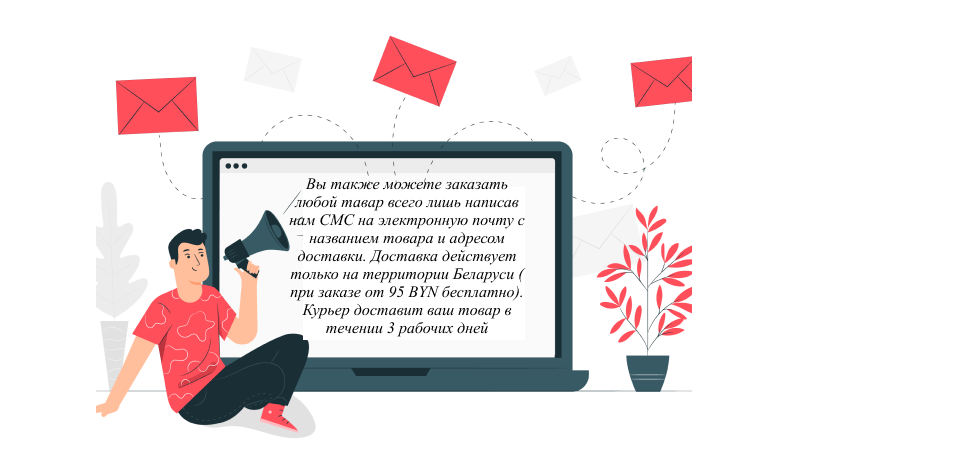 Вы также можете заказать
любой тавар всего лишь написав
нам СМС на электронную почту с
названием товара и адресом
доставки. Доставка действует
только на территории Беларуси (
при заказе от 95 BYN бесплатно).
Курьер доставит ваш товар в
течении 3 рабочих дней